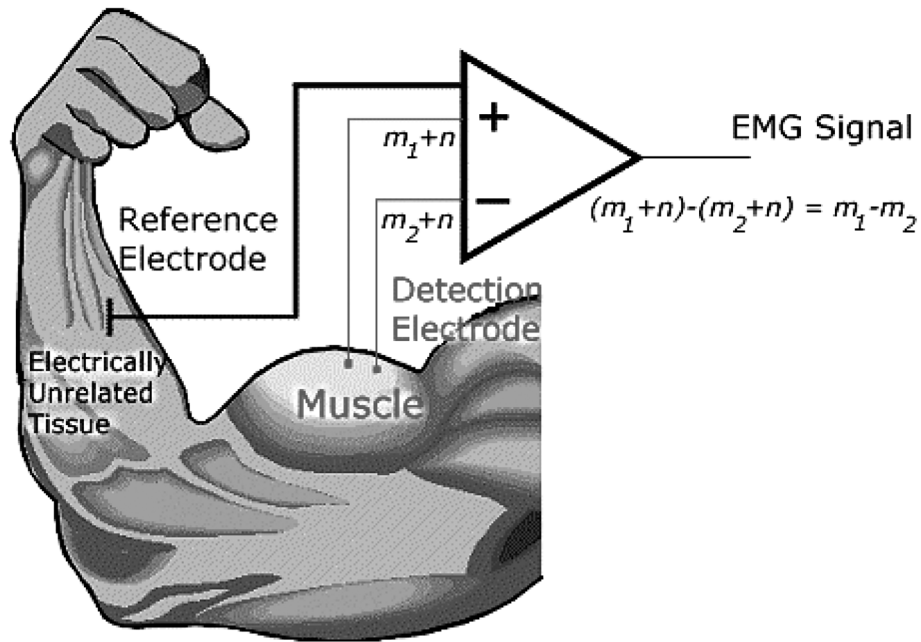 +
m₁+n
EMG Signal
−
m₂+n
(m₁+n)-(m₂+n) = m₁-m₂
Reference
Electrode
Detection
Electrode
Electrically
Unrelated
Tissue
Muscle